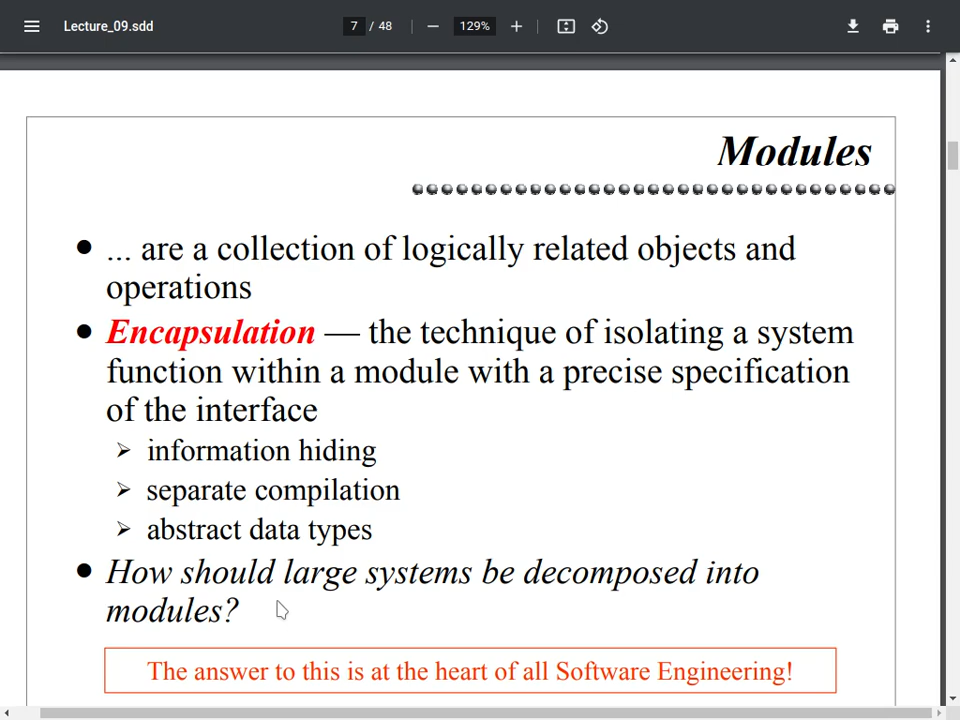 Lecture_09.sdd
7 / 48
129%
Modules
... are a collection of logically related objects and
operations
Encapsulation — the technique of isolating a system
function within a module with a precise specification
of the interface
information hiding
separate compilation
abstract data types
How should large systems be decomposed into
modules?
The answer to this is at the heart of all Software Engineering!